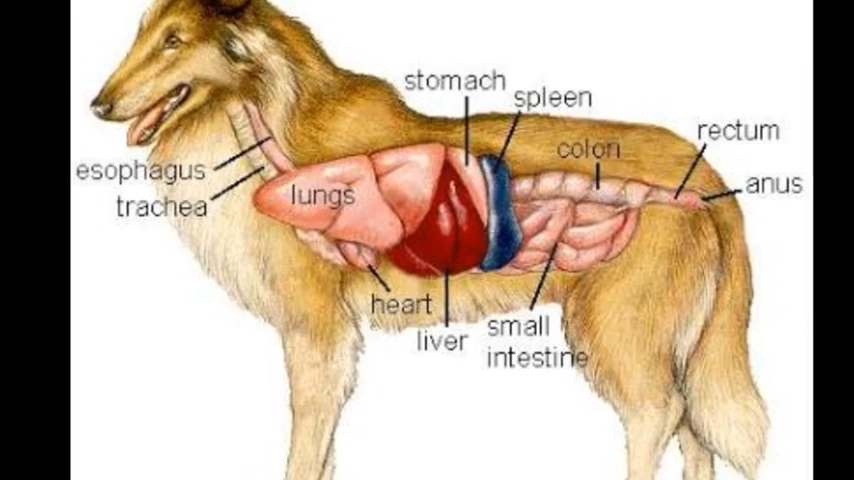 stomach
spleen
rectum
colon
esophagus
anus
lungs
trachea
heart
small
liver
intestine